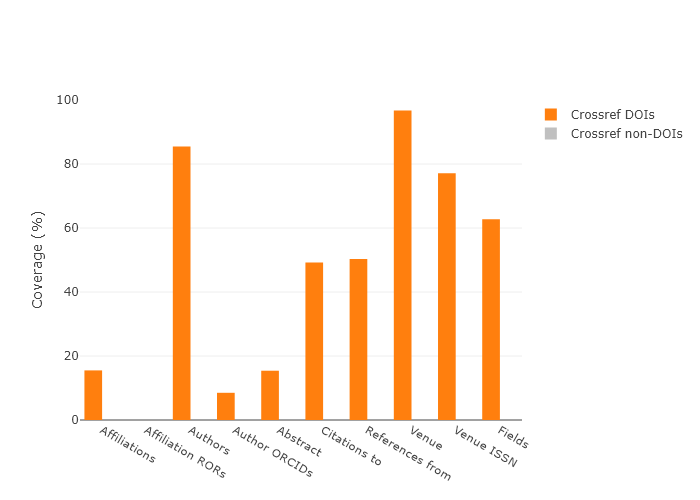 100
80
60
40
20
0
Coverage (%)
Affiliations
Affiliation RORs
Authors
Author ORCIDs
Abstract
Citations to
References from
Venue
Venue ISSN
Fields
Crossref DOIs
Crossref non-DOIs